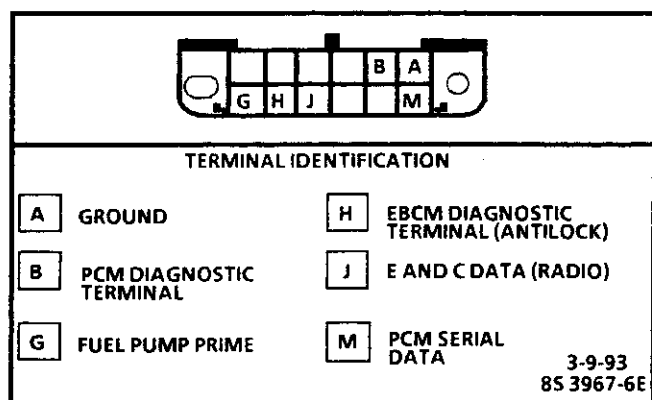 B A
G H J M
TERMINAL IDENTIFICATION
A GROUND
B PCM DIAGNOSTIC
TERMINAL
G FUEL PUMP PRIME
H EBCM DIAGNOSTIC
TERMINAL (ANTILOCK)
J E AND C DATA (RADIO)
M PCM SERIAL
DATA
3-9-93
8S 3967-6E